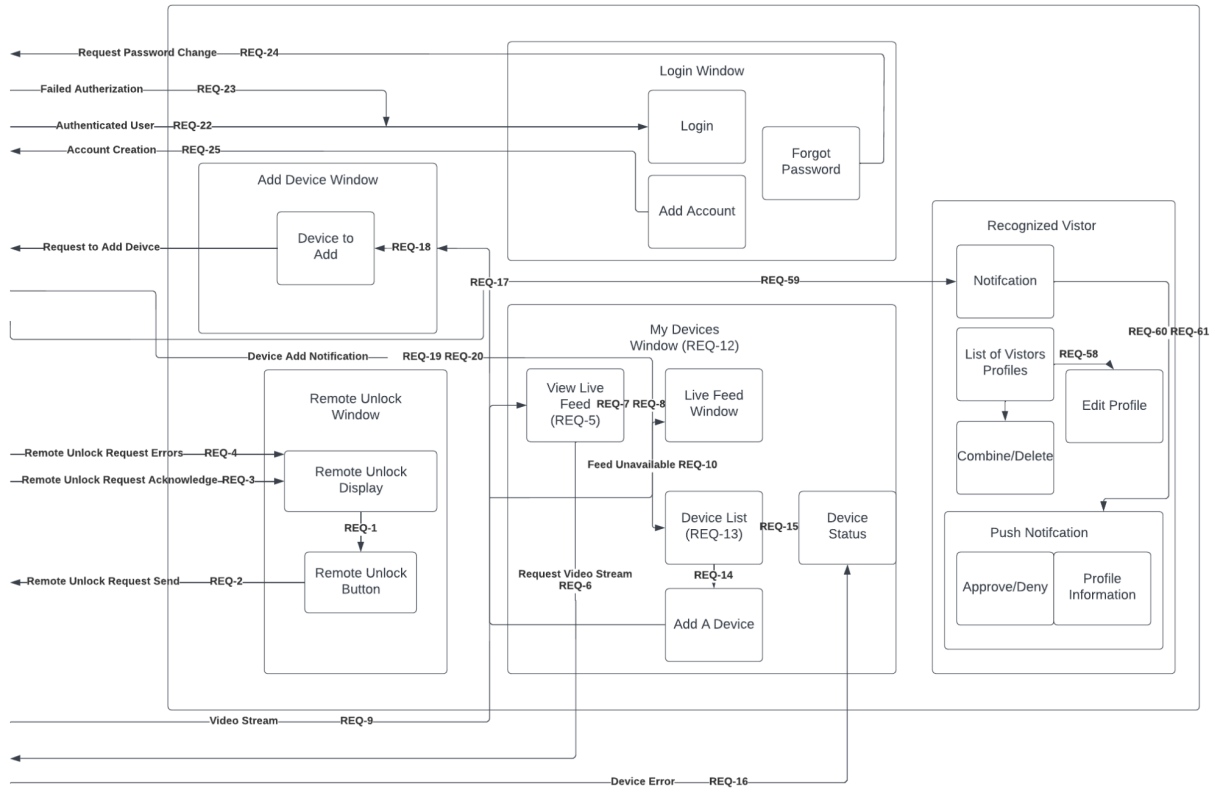 Request Password Change REQ-24
Login Window
Failed Autherization REQ-23
Authenticated User REQ-22
Login
Account Creation REQ-25
Forgot
Password
Add Device Window
Add Account
Recognized Vistor
Request to Add Deivce
Device to
Add
REQ-18
REQ-17
REQ-59
Notifcation
My Devices
Window (REQ-12)
REQ-60 REQ-61
Device Add Notification REQ-19 REQ-20
List of Vistors
Profiles
REQ-58
Remote Unlock
Window
View Live
Feed
(REQ-5)
REQ-7 REQ-8
Live Feed
Window
Edit Profile
Remote Unlock Request Errors REQ-4
Combine/Delete
Feed Unavailable REQ-10
Remote Unlock Request Acknowledge REQ-3
Remote Unlock
Display
REQ-1
Device List
(REQ-13)
REQ-15
Device
Status
Push Notifcation
Remote Unlock Request Send REQ-2
Remote Unlock
Button
Request Video Stream
REQ-6
REQ-14
Approve/Deny
Profile
Information
Add A Device
Video Stream REQ-9
Device Error REQ-16